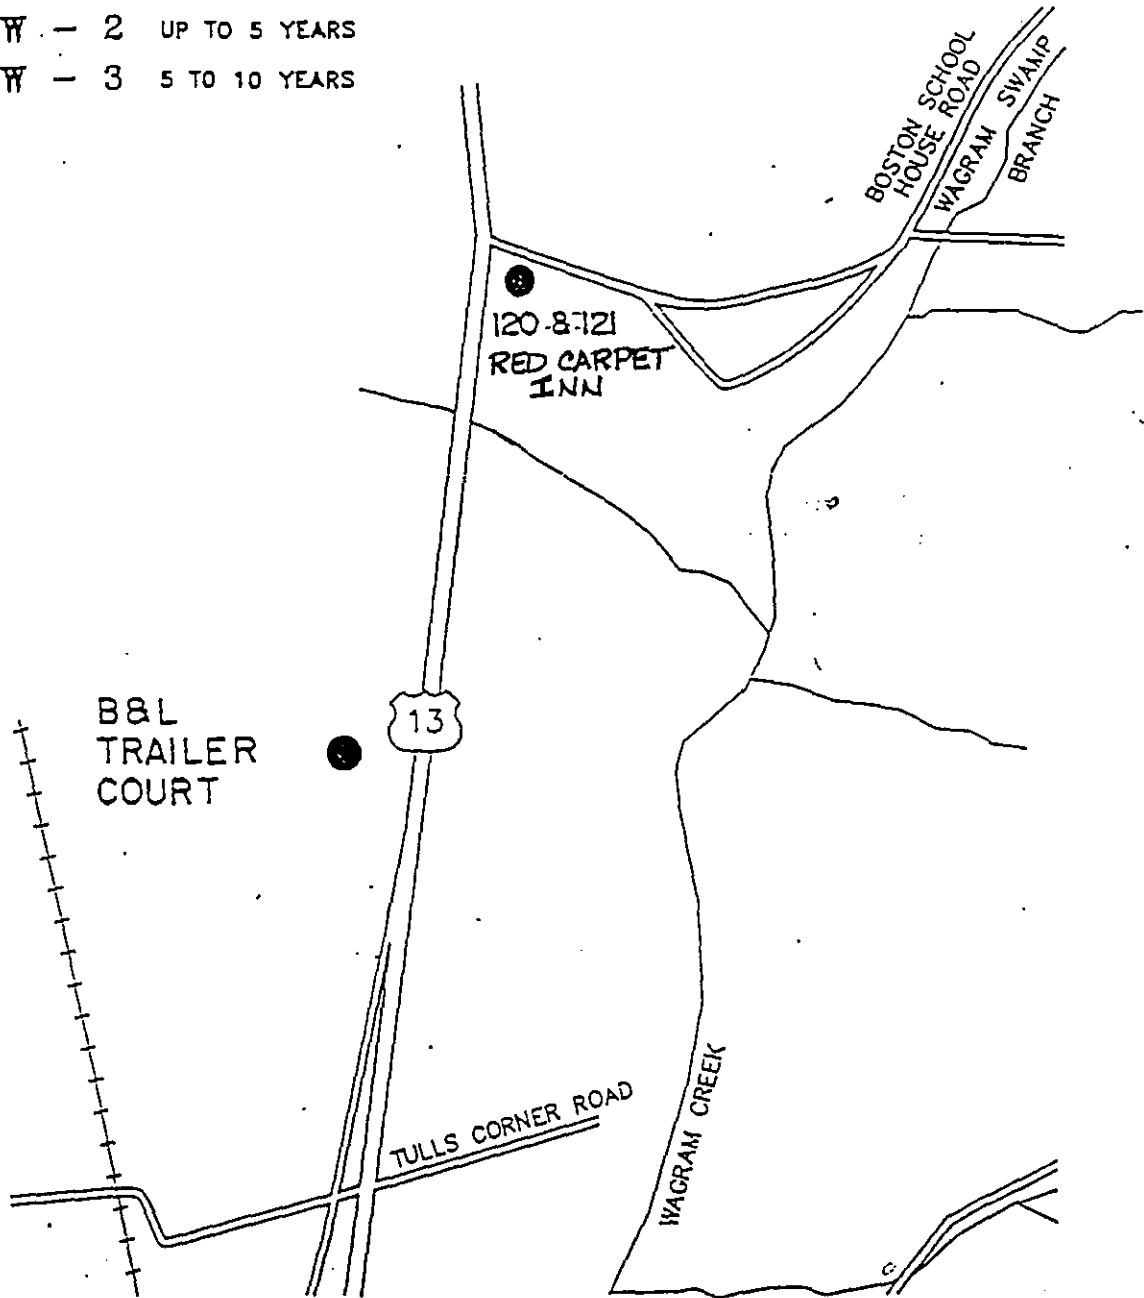 W - 2 UP TO 5 YEARS
W - 3 5 TO 10 YEARS
BOSTON SCHOOL
HOUSE ROAD
WAGRAM SWAMP
BRANCH
120-8-121
RED CARPET
INN
B&L
TRAILER
COURT
13
TULLS CORNER ROAD
WAGRAM CREEK